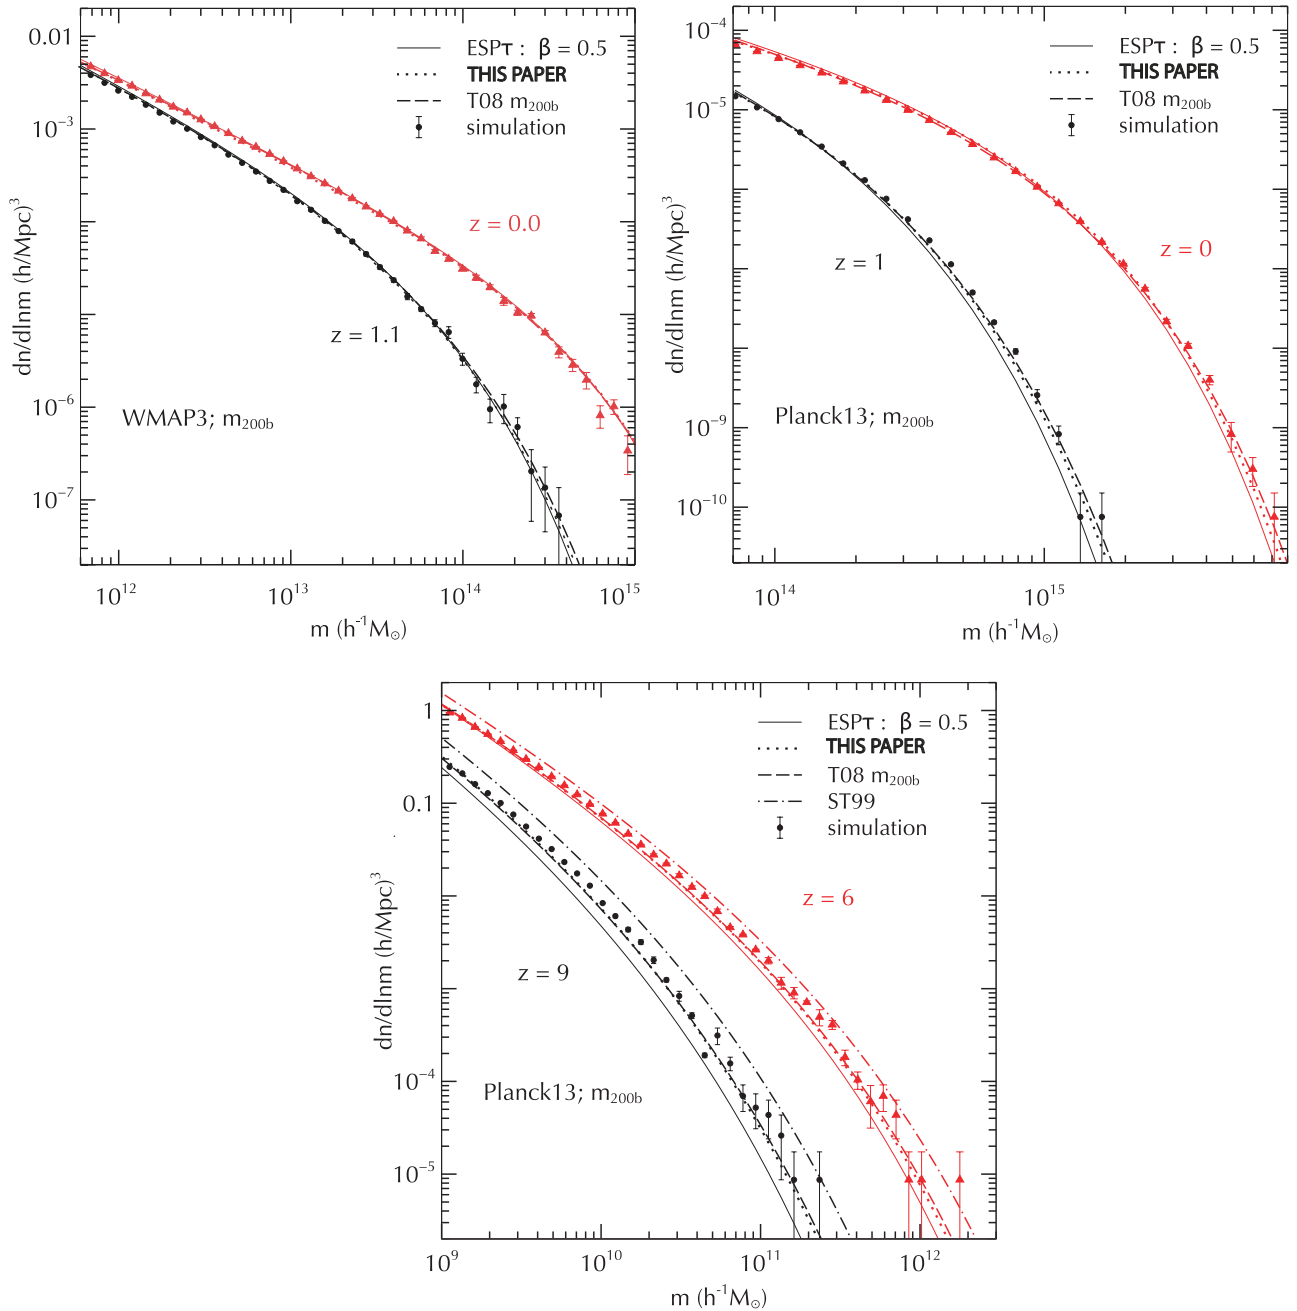 0.01
10⁻³
10⁻⁶
10⁻⁷
dn/dlnm (h/Mpc)³
ESPτ : β = 0.5
THIS PAPER
T08 m₂₀₀b
simulation
z = 0.0
z = 1.1
WMAP3; m₂₀₀b
10¹² 10¹³ 10¹⁴ 10¹⁵
m (h⁻¹M☉)
10⁻⁴
10⁻⁵
10⁻⁹
10⁻¹⁰
dn/dlnm (h/Mpc)³
ESPτ : β = 0.5
THIS PAPER
T08 m₂₀₀b
simulation
z = 0
z = 1
Planck13; m₂₀₀b
10¹⁴ 10¹⁵
m (h⁻¹M☉)
1
0.1
10⁻⁴
10⁻⁵
dn/dlnm (h/Mpc)³
ESPτ : β = 0.5
THIS PAPER
T08 m₂₀₀b
ST99
simulation
z = 6
z = 9
Planck13; m₂₀₀b
10⁹ 10¹⁰ 10¹¹ 10¹²
m (h⁻¹M☉)